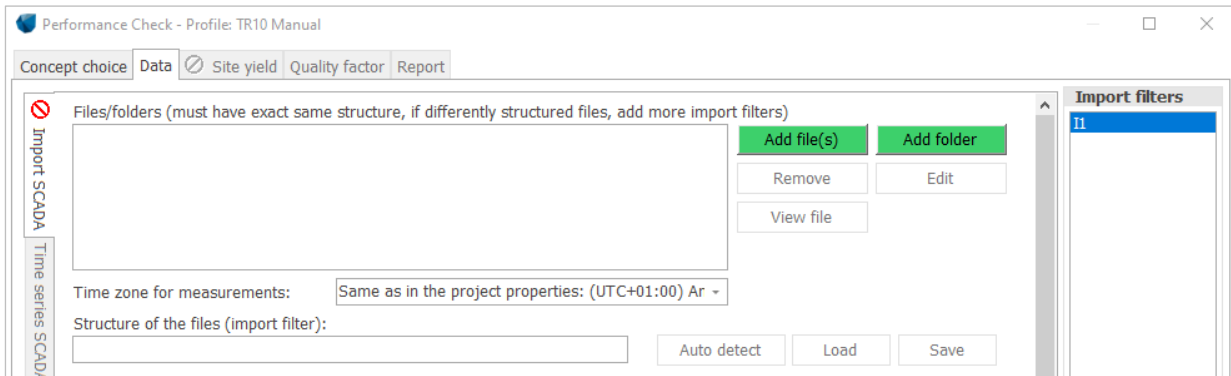 Performance Check - Profile: TR10 Manual
Concept choice Data Site yield Quality factor Report
Import SCADA
Time series SCADA
Files/folders (must have exact same structure, if differently structured files, add more import filters)
Add file(s) Add folder
Remove Edit
View file
Time zone for measurements: Same as in the project properties: (UTC+01:00) Ar
Structure of the files (import filter):
Auto detect Load Save
Import filters
I1